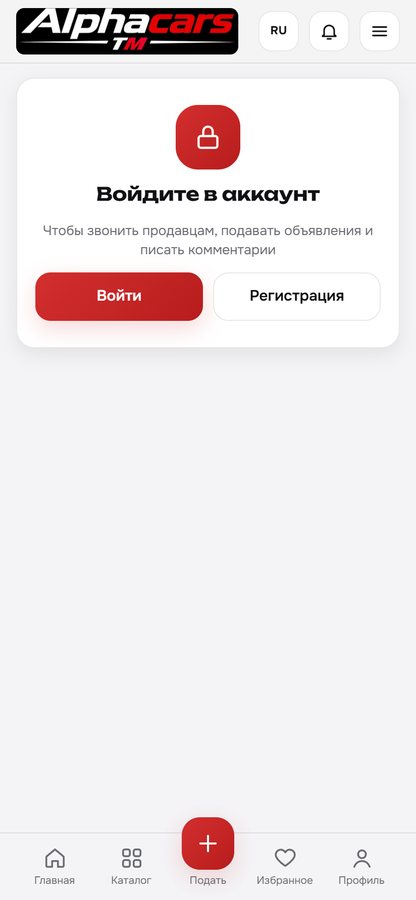 Alphacars
TM
RU
Войдите в аккаунт
Чтобы звонить продавцам, подавать объявления и
писать комментарии
Войти
Регистрация
Главная
Каталог
Подать
Избранное
Профиль